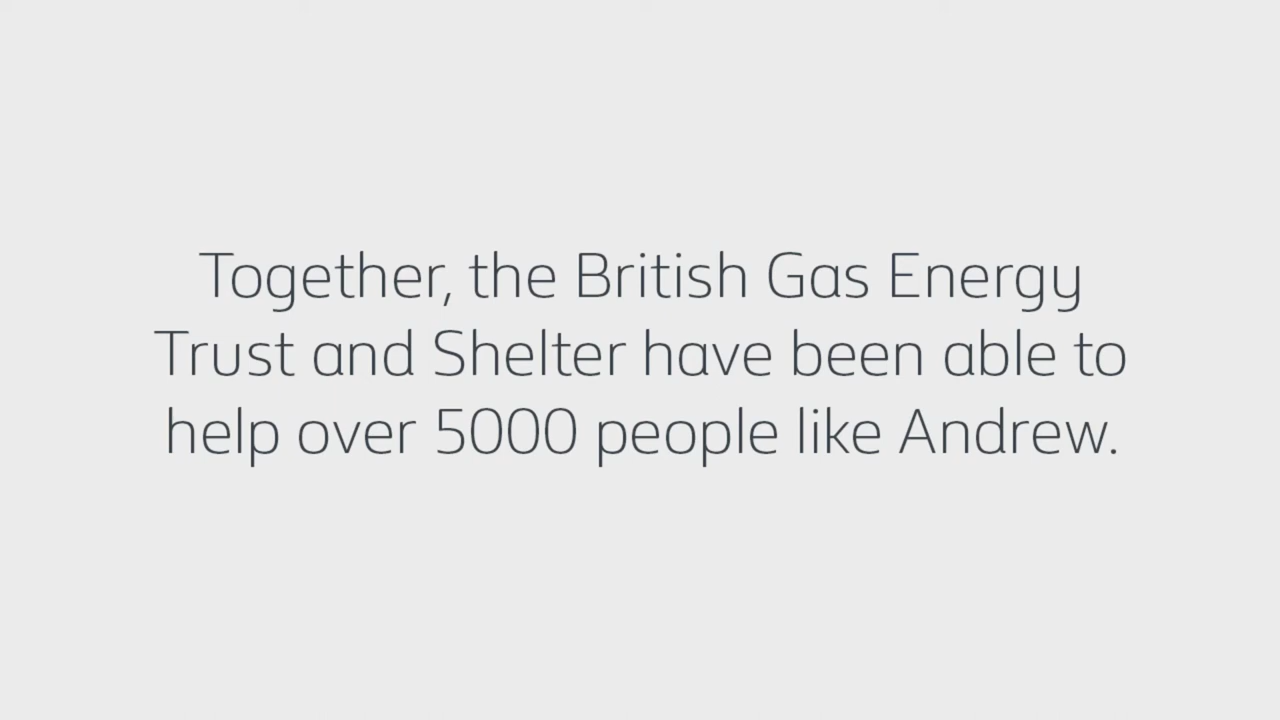 Together, the British Gas Energy
Trust and Shelter have been able to
help over 5000 people like Andrew.